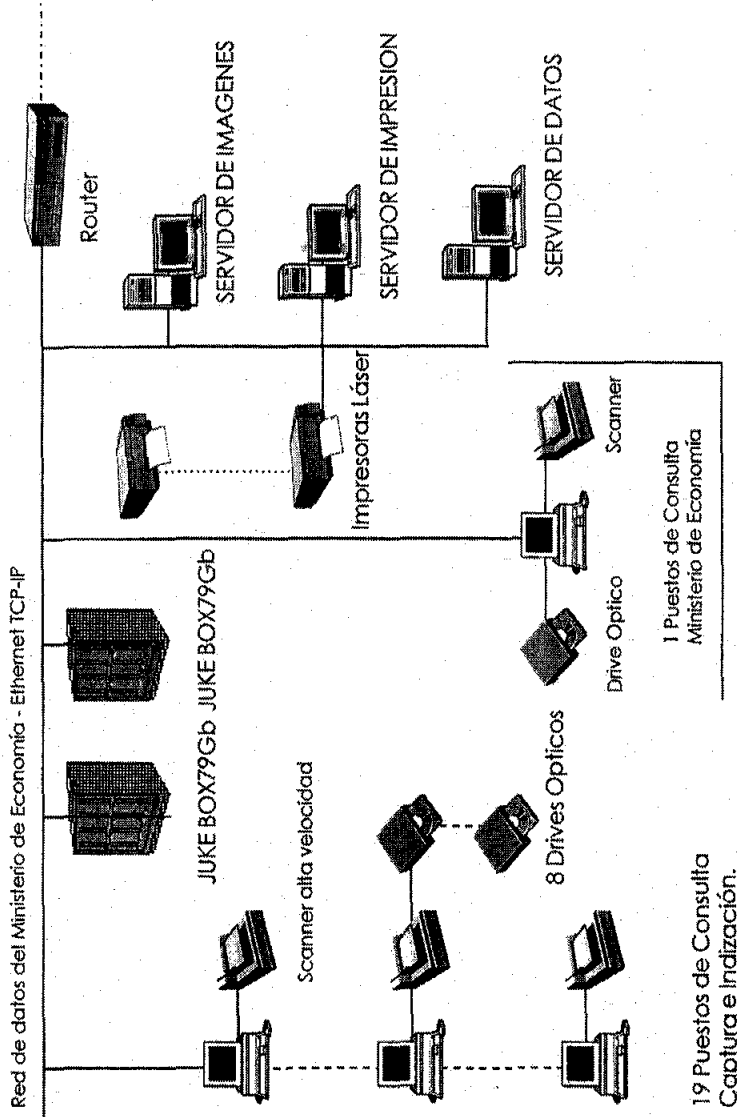 Red de datos del Ministerio de Economía - Ethernet TCP-IP
Router
JUKE BOX79Gb JUKE BOX79Gb
SERVIDOR DE IMAGENES
Impresoras Láser
SERVIDOR DE IMPRESION
SERVIDOR DE DATOS
Scanner alta velocidad
8 Drives Opticos
Drive Optico
Scanner
1 Puestos de Consulta
Ministerio de Economía
19 Puestos de Consulta
Captura e Indización.